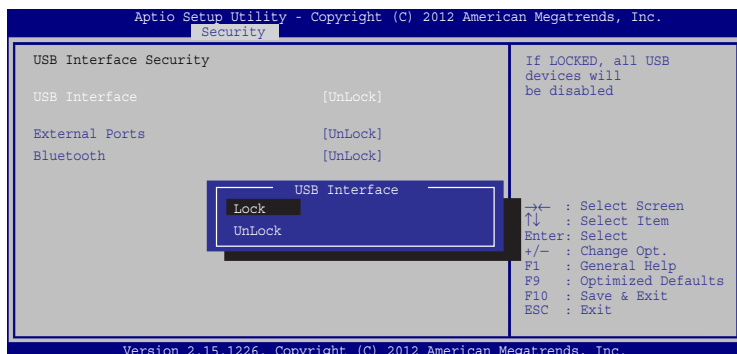 Aptio Setup Utility - Copyright (C) 2012 American Megatrends, Inc.
Security
USB Interface Security
USB Interface [UnLock]
External Ports [UnLock]
Bluetooth [UnLock]
USB Interface
Lock
UnLock
If LOCKED, all USB
devices will
be disabled
→← : Select Screen
↑↓ : Select Item
Enter: Select
+/— : Change Opt.
F1 : General Help
F9 : Optimized Defaults
F10 : Save & Exit
ESC : Exit
Version 2.15.1226. Copyright (C) 2012 American Megatrends, Inc.